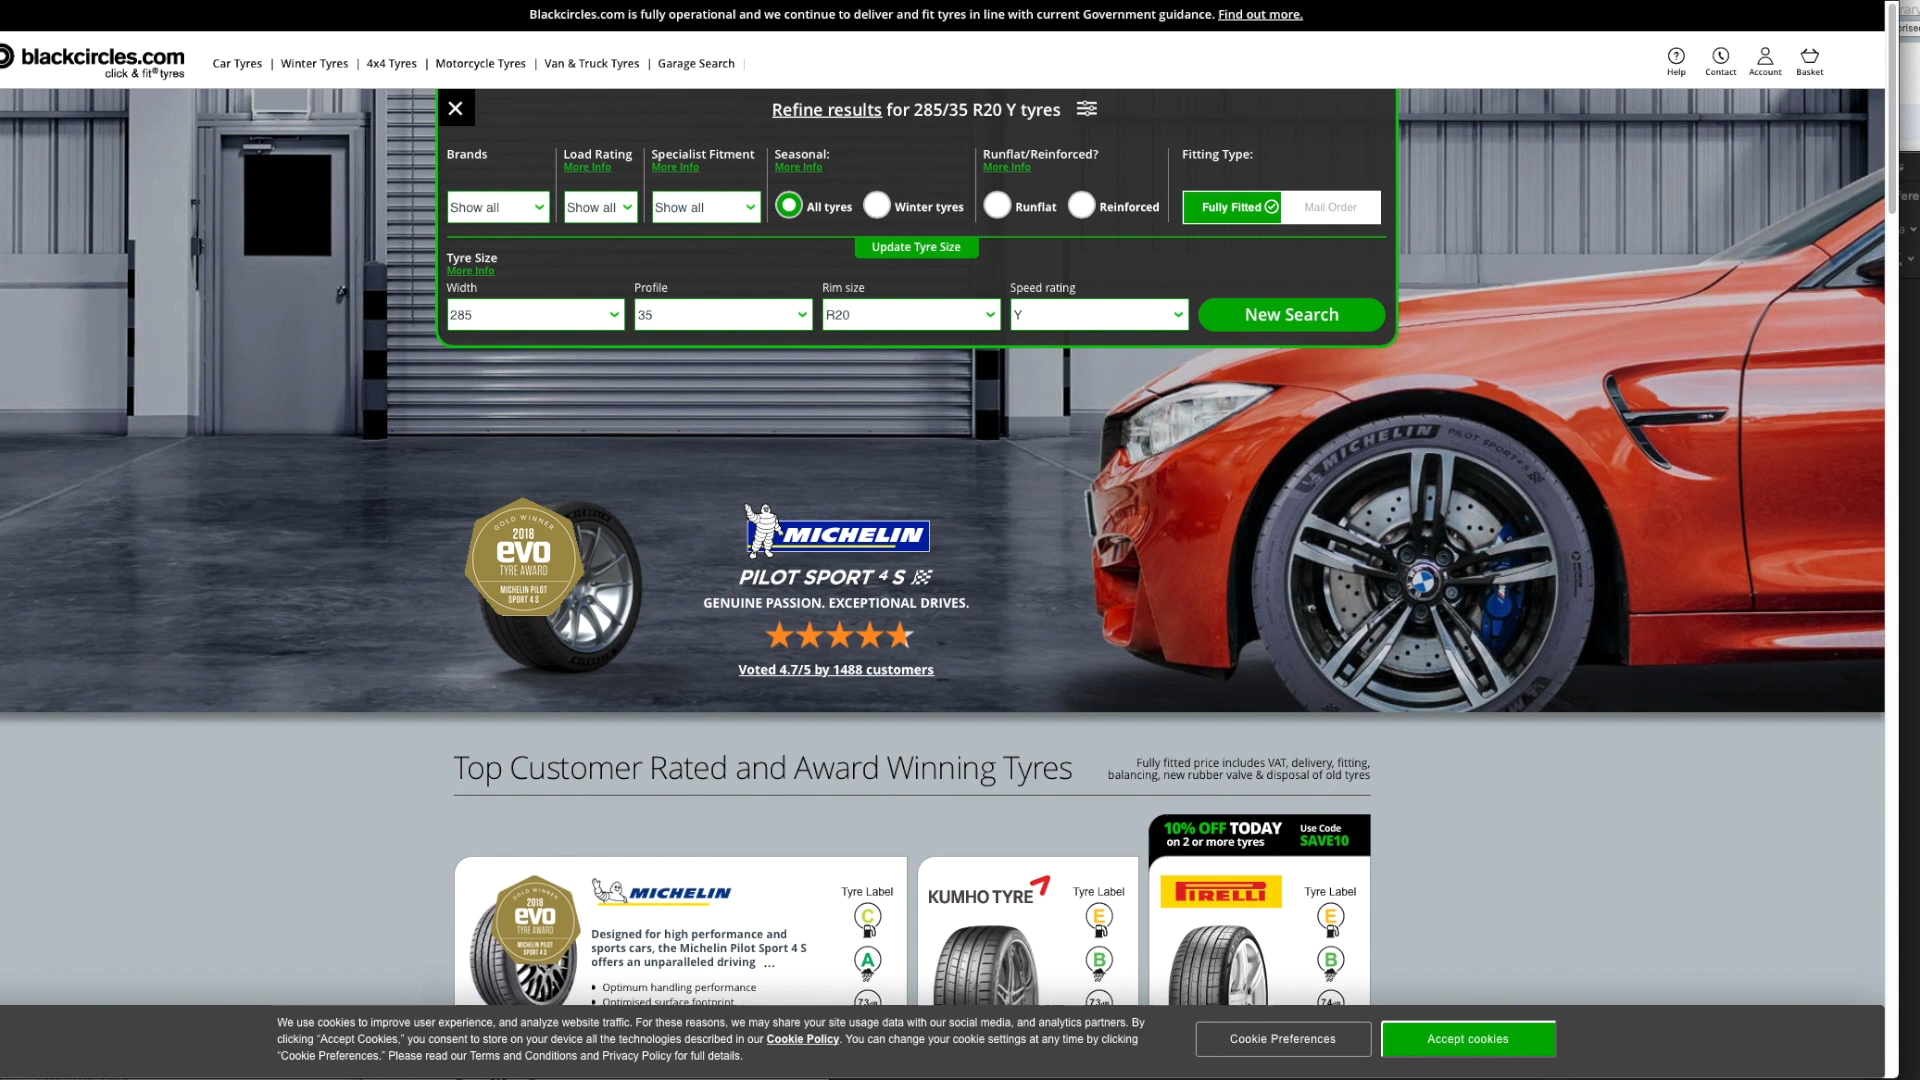 Blackcircles.com is fully operational and we continue to deliver and fit tyres in line with current Government guidance. Find out more.
blackcircles.com
click & fit® tyres
Car Tyres | Winter Tyres | 4x4 Tyres | Motorcycle Tyres | Van & Truck Tyres | Garage Search |
Help Contact Account Basket
Refine results for 285/35 R20 Y tyres
Brands
Load Rating
More Info
Specialist Fitment
More Info
Seasonal:
More Info
Runflat/Reinforced?
More Info
Fitting Type:
Show all
Show all
Show all
All tyres
Winter tyres
Runflat
Reinforced
Fully Fitted
Mail Order
Update Tyre Size
Tyre Size
More Info
Width
Profile
Rim size
Speed rating
285
35
R20
Y
New Search
MICHELIN PILOT SPORT 4 S
GOLD WINNER
2018
evo
TYRE AWARD
MICHELIN PILOT
SPORT 4 S
MICHELIN
PILOT SPORT 4 S
GENUINE PASSION. EXCEPTIONAL DRIVES.
Voted 4.7/5 by 1488 customers
Top Customer Rated and Award Winning Tyres
Fully fitted price includes VAT, delivery, fitting,
balancing, new rubber valve & disposal of old tyres
10% OFF TODAY
on 2 or more tyres
Use Code
SAVE10
GOLD WINNER
2018
evo
TYRE AWARD
MICHELIN PILOT
SPORT 4 S
MICHELIN
Designed for high performance and
sports cars, the Michelin Pilot Sport 4 S
offers an unparalleled driving ...
• Optimum handling performance
• Optimised surface footprint,
Tyre Label
C
A
73dB
KUMHO TYRE
Tyre Label
E
B
73dB
PIRELLI
Tyre Label
E
B
74dB
We use cookies to improve user experience, and analyze website traffic. For these reasons, we may share your site usage data with our social media, and analytics partners. By
clicking “Accept Cookies,” you consent to store on your device all the technologies described in our Cookie Policy. You can change your cookie settings at any time by clicking
“Cookie Preferences.” Please read our Terms and Conditions and Privacy Policy for full details.
Cookie Preferences
Accept cookies